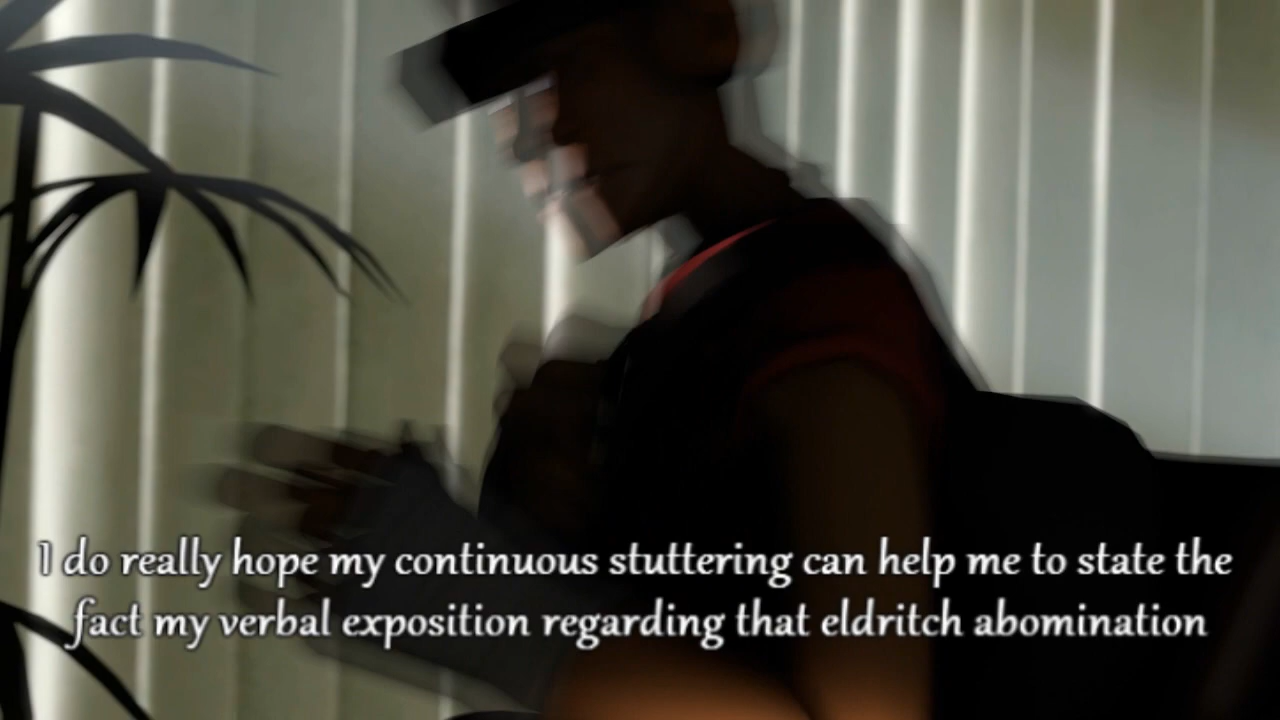 I do really hope my continuous stuttering can help me to state the
fact my verbal exposition regarding that eldritch abomination